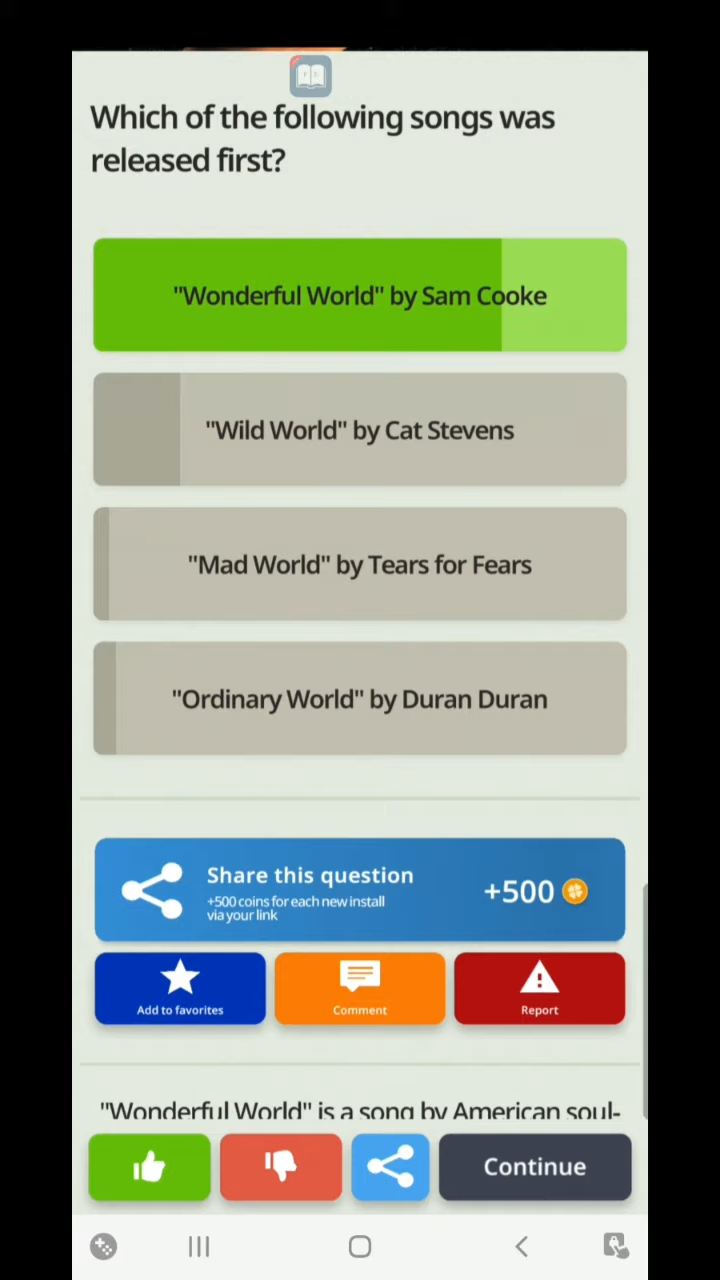 Which of the following songs was
released first?
"Wonderful World" by Sam Cooke
"Wild World" by Cat Stevens
"Mad World" by Tears for Fears
"Ordinary World" by Duran Duran
Share this question
+500 coins for each new install
via your link
+500
Add to favorites
Comment
Report
"Wonderful World" is a song by American soul-
Continue